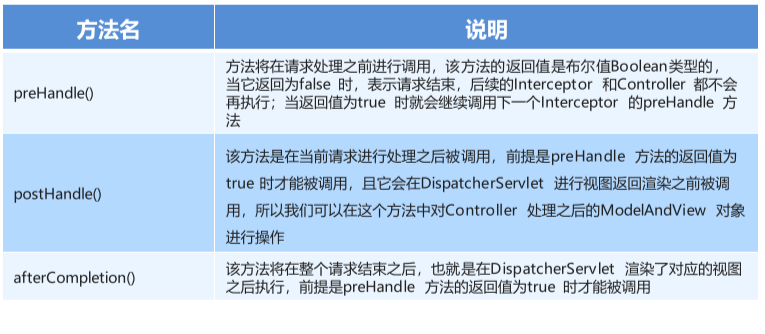 方法名 说明
preHandle() 方法将在请求处理之前进行调用，该方法的返回值是布尔值Boolean类型的，
当它返回为false 时，表示请求结束，后续的Interceptor 和Controller 都不会
再执行；当返回值为true 时就会继续调用下一个Interceptor 的preHandle 方
法
postHandle() 该方法是在当前请求进行处理之后被调用，前提是preHandle 方法的返回值为
true 时才能被调用，且它会在DispatcherServlet 进行视图返回渲染之前被调
用，所以我们可以在这个方法中对Controller 处理之后的ModelAndView 对象
进行操作
afterCompletion() 该方法将在整个请求结束之后，也就是在DispatcherServlet 渲染了对应的视图
之后执行，前提是preHandle 方法的返回值为true 时才能被调用